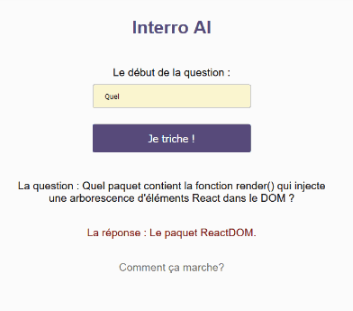 Interro AI
Le début de la question :
Quel
Je triche !
La question : Quel paquet contient la fonction render() qui injecte
une arborescence d'éléments React dans le DOM ?
La réponse : Le paquet ReactDOM.
Comment ça marche?